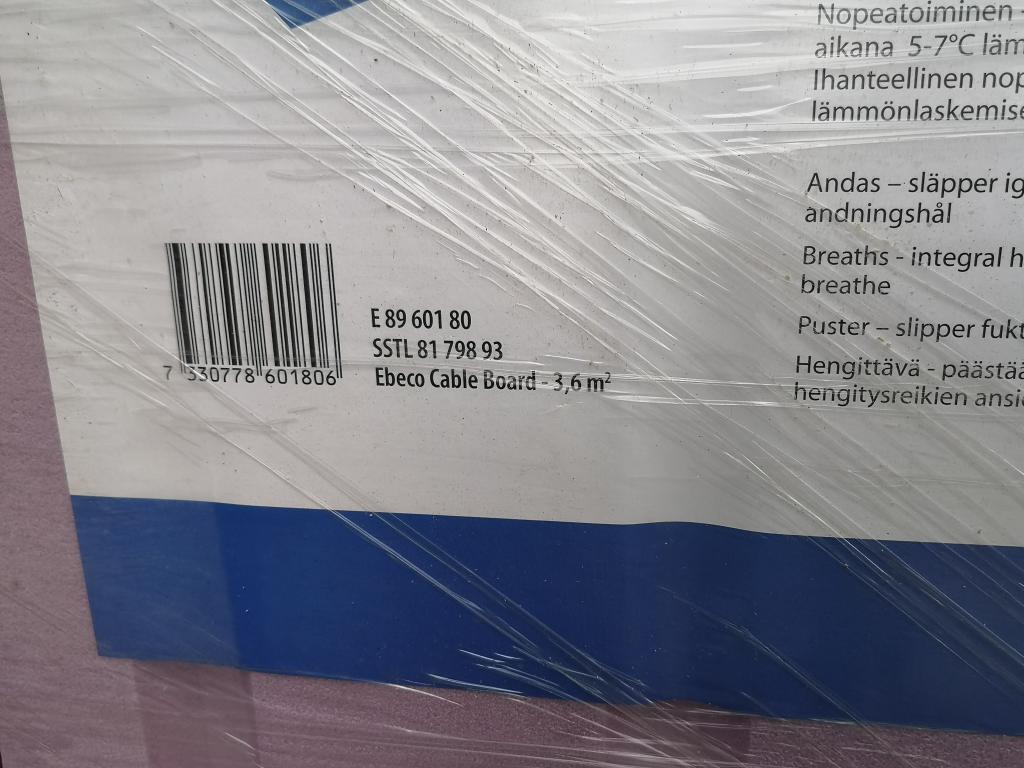 Nopeatoiminen -
aikana 5-7°C läm
Ihanteellinen nop
lämmönlaskemise
Andas – släpper ig
andningshål
Breaths - integral h
breathe
Puster – slipper fukt
Hengittävä - päästää
hengitysreikien ansi
E 89 601 80
SSTL 81 798 93
Ebeco Cable Board - 3,6 m²
7 330778 601806